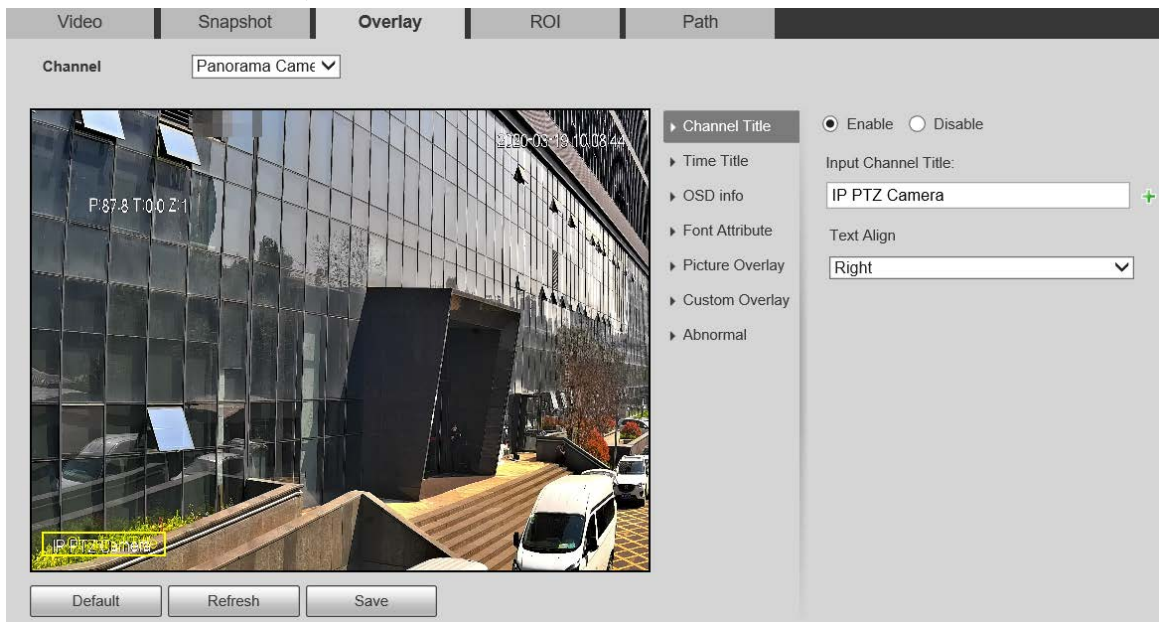 Video Snapshot Overlay ROI Path
Channel Panorama Came
2020-03-19 10:08:44
P:87.8 T:0.0 Z:1
IP PTZ Camera
Channel Title
Time Title
OSD info
Font Attribute
Picture Overlay
Custom Overlay
Abnormal
Enable Disable
Input Channel Title:
IP PTZ Camera
Text Align
Right
Default Refresh Save